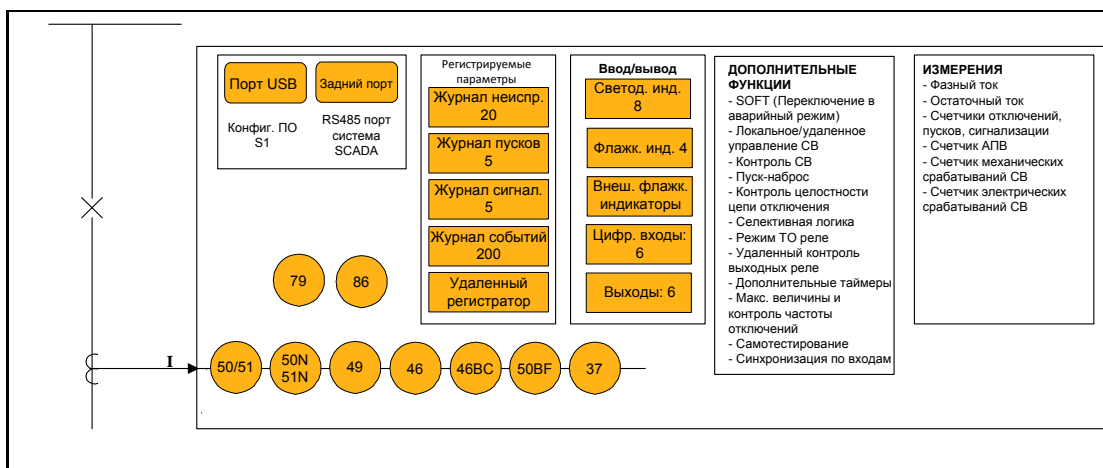 Порт USB
Задний порт
Конфиг. ПО
S1
RS485 порт
система
SCADA
Регистрируемые
параметры
Журнал неиспр.
20
Журнал пусков
5
Журнал сигнал.
5
Журнал событий
200
Удаленный
регистратор
Ввод/вывод
Светод. инд.
8
Флажк. инд. 4
Внеш. флажк.
индикаторы
Цифр. входы:
6
Выходы: 6
ДОПОЛНИТЕЛЬНЫЕ
ФУНКЦИИ
- SOFT (Переключение в
аварийный режим)
- Локальное/удаленное
управление СВ
- Контроль СВ
- Пуск-наброс
- Контроль целостности
цепи отключения
- Селективная логика
- Режим ТО реле
- Удаленный контроль
выходных реле
- Дополнительные таймеры
- Макс. величины и
контроль частоты
отключений
- Самотестирование
- Синхронизация по входам
ИЗМЕРЕНИЯ
- Фазный ток
- Остаточный ток
- Счетчики отключений,
пусков, сигнализации
- Счетчик АПВ
- Счетчик механических
срабатываний СВ
- Счетчик электрических
срабатываний СВ
79
86
I
50/51
50N
51N
49
46
46BC
50BF
37